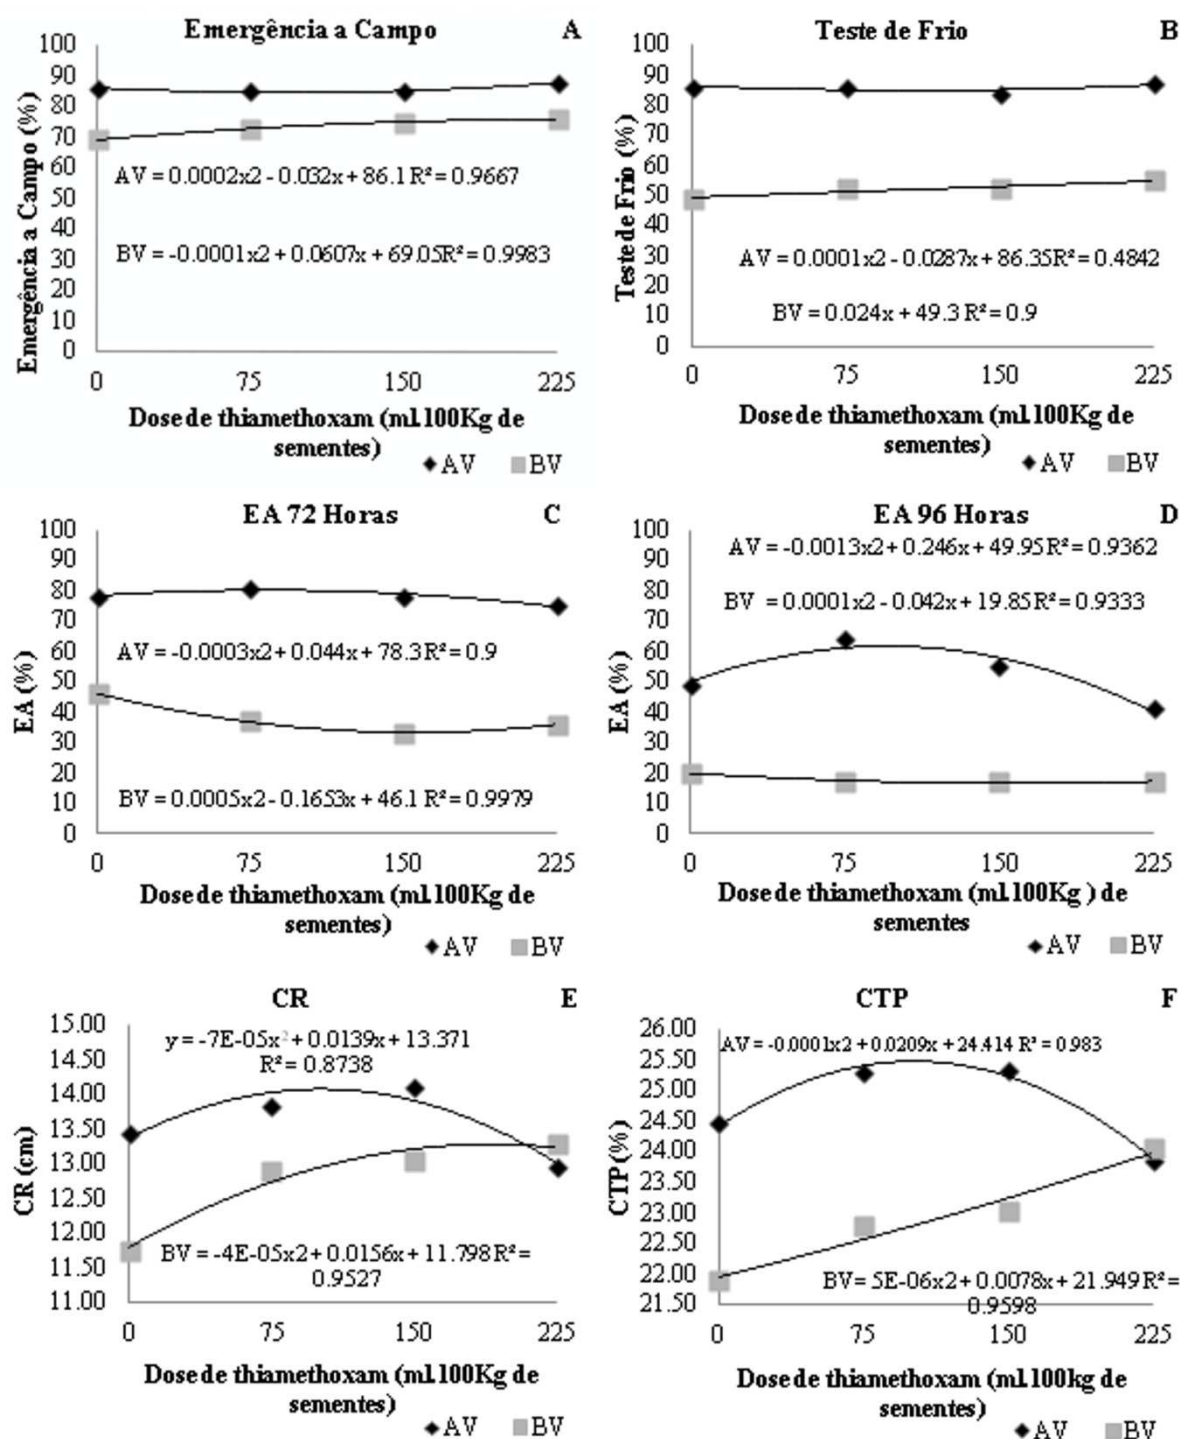 Emergência a Campo A
100
90
80
70
60
50
40
30
20
10
0
Emergência a Campo (%)
AV = 0.0002x2 - 0.032x + 86.1 R² = 0.9667
BV = -0.0001x2 + 0.0607x + 69.05R² = 0.9983
0 75 150 225
Dose de thiamethoxam (ml.100Kg de
sementes)
AV BV
Teste de Frio B
100
90
80
70
60
50
40
30
20
10
0
Teste de Frio (%)
AV = 0.0001x2 - 0.0287x + 86.35R² = 0.4842
BV = 0.024x + 49.3 R² = 0.9
0 75 150 225
Dose de thiamethoxam (ml.100Kg de
sementes)
AV BV
EA 72 Horas C
100
90
80
70
60
50
40
30
20
10
0
EA (%)
AV = -0.0003x2 + 0.044x + 78.3R² = 0.9
BV = 0.0005x2 - 0.1653x + 46.1 R² = 0.9979
0 75 150 225
Dose de thiamethoxam (ml.100Kg de
sementes)
AV BV
EA 96 Horas D
100
90
80
70
60
50
40
30
20
10
0
EA (%)
AV = -0.0013x2 + 0.246x + 49.95R² = 0.9362
BV = 0.0001x2 - 0.042x + 19.85R² = 0.9333
0 75 150 225
Dose de thiamethoxam (ml.100Kg ) de
sementes
AV BV
CR E
15.00
14.50
14.00
13.50
13.00
12.50
12.00
11.50
11.00
CR (cm)
y = -7E-05x² + 0.0139x + 13.371
R² = 0.8738
BV = -4E-05x2 + 0.0156x + 11.798R² =
0.9527
0 75 150 225
Dose de thiamethoxam (ml.100Kg de
sementes)
AV BV
CTP F
26.00
25.50
25.00
24.50
24.00
23.50
23.00
22.50
22.00
21.50
CTP (%)
AV = -0.0001x2 + 0.0209x + 24.414 R² = 0.983
BV = 5E-06x2 + 0.0078x + 21.949 R² =
0.9598
0 75 150 225
Dose de thiamethoxam (ml.100kg de
sementes)
AV BV